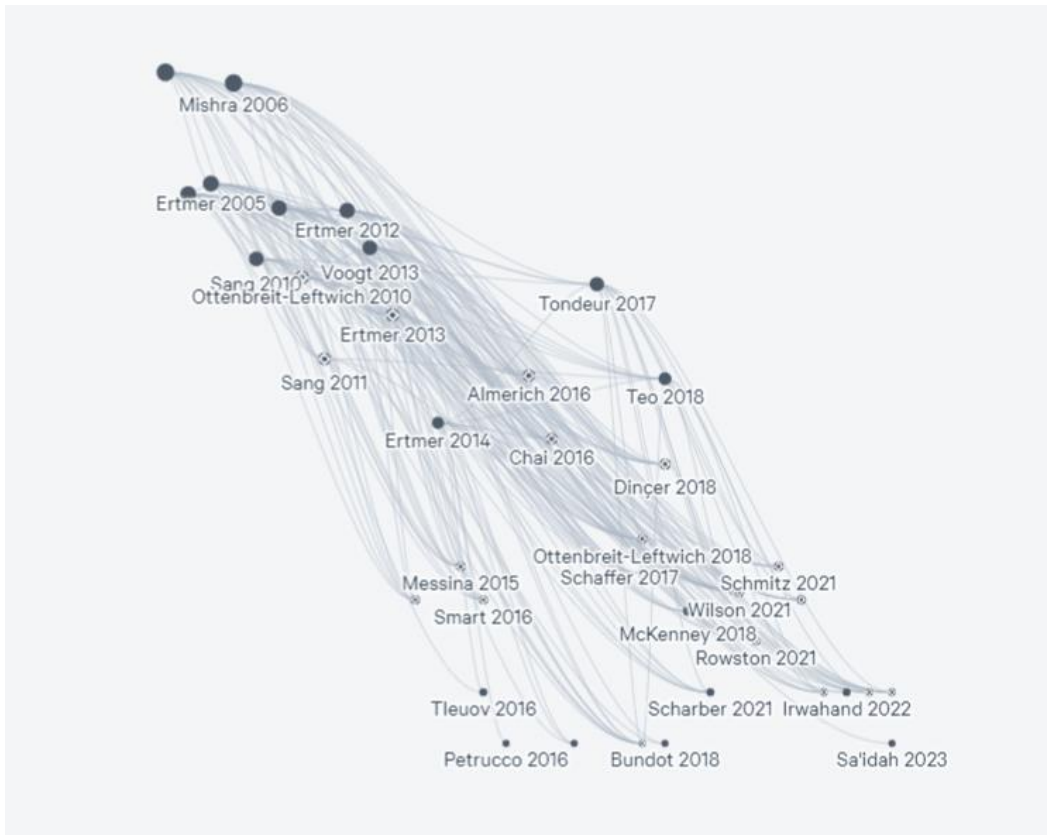 Mishra 2006
Ertmer 2005
Ertmer 2012
Voogt 2013
Sang 2010
Ottenbreit-Leftwich 2010
Tondeur 2017
Ertmer 2013
Sang 2011
Almerich 2016
Teo 2018
Ertmer 2014
Chai 2016
Dinçer 2018
Ottenbreit-Leftwich 2018
Schaffer 2017
Schmitz 2021
Messina 2015
Smart 2016
Wilson 2021
McKenney 2018
Rowston 2021
Tleuov 2016
Scharber 2021
Irwahand 2022
Petrucco 2016
Bundot 2018
Sa'idah 2023